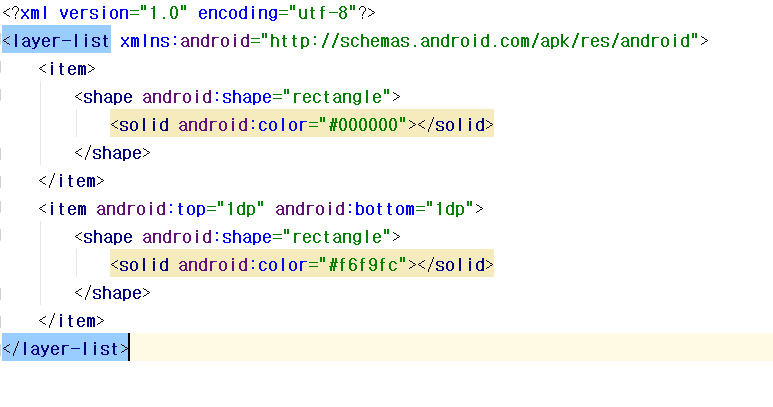 <?xml version="1.0" encoding="utf-8"?>
<layer-list xmlns:android="http://schemas.android.com/apk/res/android">
    <item>
        <shape android:shape="rectangle">
            <solid android:color="#000000"></solid>
        </shape>
    </item>
    <item android:top="1dp" android:bottom="1dp">
        <shape android:shape="rectangle">
            <solid android:color="#f6f9fc"></solid>
        </shape>
    </item>
</layer-list>